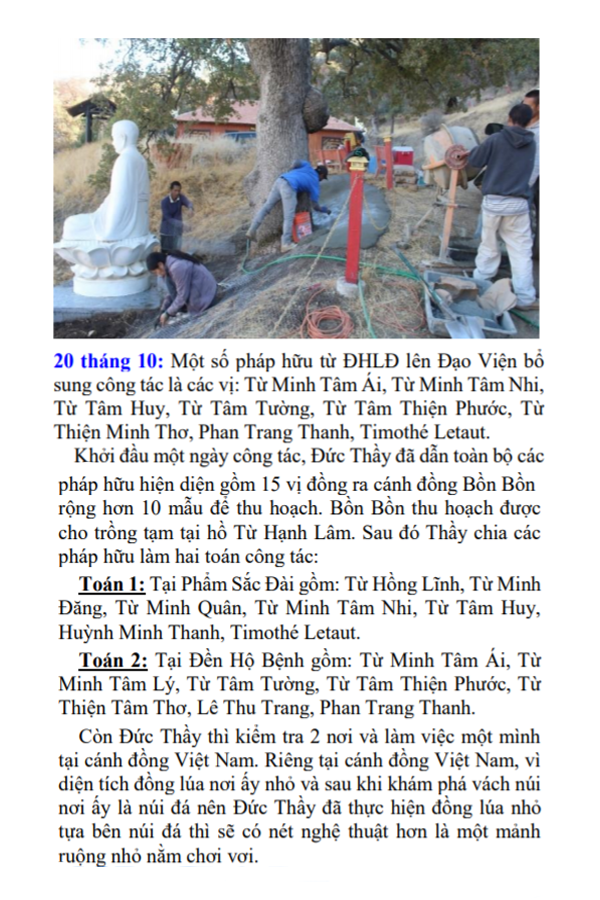 20 tháng 10: Một số pháp hữu từ ĐHLĐ lên Đạo Viện bổ
sung công tác là các vị: Từ Minh Tâm Ái, Từ Minh Tâm Nhi,
Từ Tâm Huy, Từ Tâm Tường, Từ Tâm Thiện Phước, Từ
Thiện Minh Thơ, Phan Trang Thanh, Timothé Letaut.
Khởi đầu một ngày công tác, Đức Thầy đã dẫn toàn bộ các
pháp hữu hiện diện gồm 15 vị đồng ra cánh đồng Bồn Bồn
rộng hơn 10 mẫu để thu hoạch. Bồn Bồn thu hoạch được
cho trồng tạm tại hồ Từ Hạnh Lâm. Sau đó Thầy chia các
pháp hữu làm hai toán công tác:
Toán 1: Tại Phẩm Sắc Đài gồm: Từ Hồng Lĩnh, Từ Minh
Đăng, Từ Minh Quân, Từ Minh Tâm Nhi, Từ Tâm Huy,
Huỳnh Minh Thanh, Timothé Letaut.
Toán 2: Tại Đền Hộ Bệnh gồm: Từ Minh Tâm Ái, Từ
Minh Tâm Lý, Từ Tâm Tường, Từ Tâm Thiện Phước, Từ
Thiện Tâm Thơ, Lê Thu Trang, Phan Trang Thanh.
Còn Đức Thầy thì kiểm tra 2 nơi và làm việc một mình
tại cánh đồng Việt Nam. Riêng tại cánh đồng Việt Nam, vì
diện tích đồng lúa nơi ấy nhỏ và sau khi khám phá vách núi
nơi ấy là núi đá nên Đức Thầy đã thực hiện đồng lúa nhỏ
tựa bên núi đá thì sẽ có nét nghệ thuật hơn là một mảnh
ruộng nhỏ nằm chơi vơi.